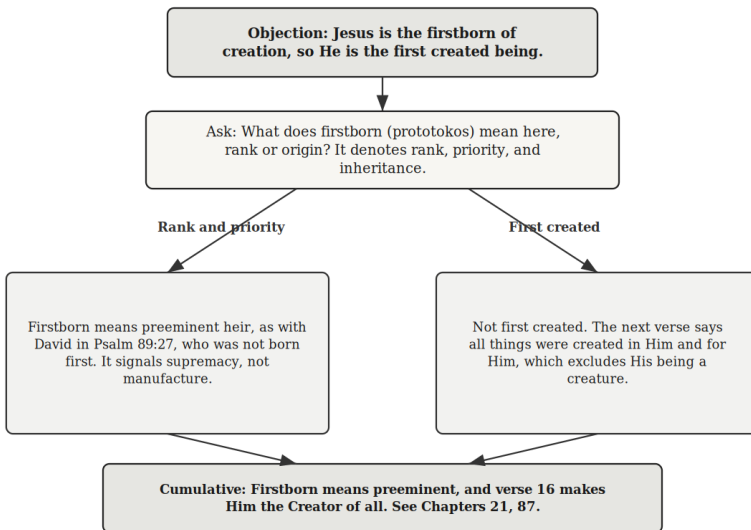 Objection: Jesus is the firstborn of
creation, so He is the first created being.
Ask: What does firstborn (prototokos) mean here,
rank or origin? It denotes rank, priority, and
inheritance.
Rank and priority
First created
Firstborn means preeminent heir, as with
David in Psalm 89:27, who was not born
first. It signals supremacy, not
manufacture.
Not first created. The next verse says
all things were created in Him and for
Him, which excludes His being a
creature.
Cumulative: Firstborn means preeminent, and verse 16 makes
Him the Creator of all. See Chapters 21, 87.